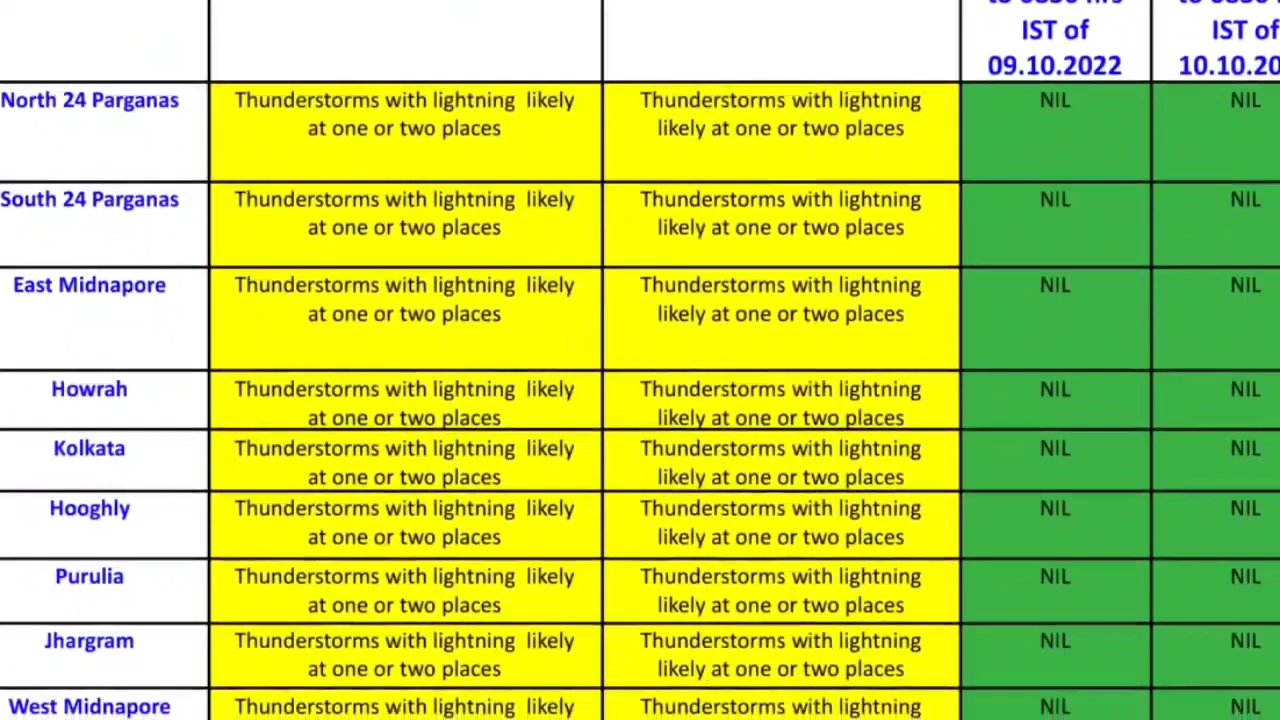 IST of
IST of
09.10.2022
10.10.20
North 24 Parganas
Thunderstorms with lightning likely
at one or two places
Thunderstorms with lightning
likely at one or two places
NIL
NIL
South 24 Parganas
Thunderstorms with lightning likely
at one or two places
Thunderstorms with lightning
likely at one or two places
NIL
NIL
East Midnapore
Thunderstorms with lightning likely
at one or two places
Thunderstorms with lightning
likely at one or two places
NIL
NIL
Howrah
Thunderstorms with lightning likely
at one or two places
Thunderstorms with lightning
likely at one or two places
NIL
NIL
Kolkata
Thunderstorms with lightning likely
at one or two places
Thunderstorms with lightning
likely at one or two places
NIL
NIL
Hooghly
Thunderstorms with lightning likely
at one or two places
Thunderstorms with lightning
likely at one or two places
NIL
NIL
Purulia
Thunderstorms with lightning likely
at one or two places
Thunderstorms with lightning
likely at one or two places
NIL
NIL
Jhargram
Thunderstorms with lightning likely
at one or two places
Thunderstorms with lightning
likely at one or two places
NIL
NIL
West Midnapore
Thunderstorms with lightning likely
Thunderstorms with lightning
NIL
NIL